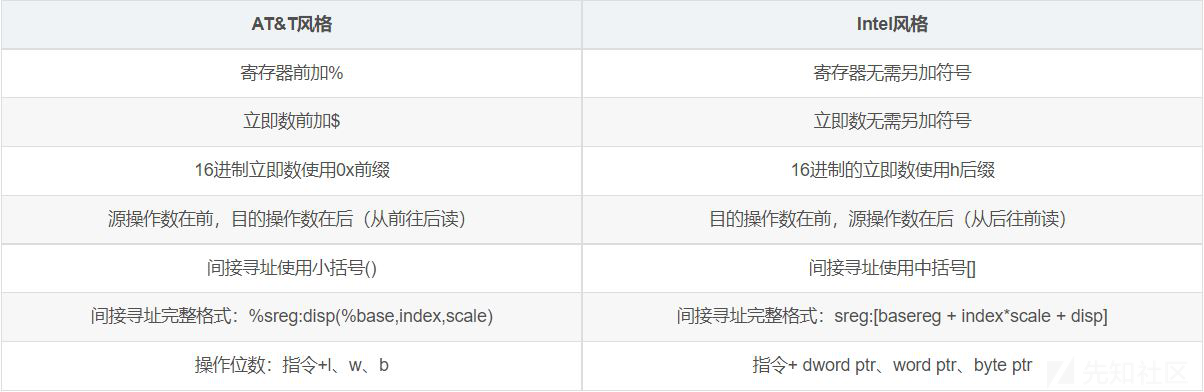 AT&T风格 Intel风格
寄存器前加% 寄存器无需另加符号
立即数前加$ 立即数无需另加符号
16进制立即数使用0x前缀 16进制的立即数使用h后缀
源操作数在前，目的操作数在后（从前往后读） 目的操作数在前，源操作数在后（从后往前读）
间接寻址使用小括号() 间接寻址使用中括号[]
间接寻址完整格式：%sreg:disp(%base,index,scale) 间接寻址完整格式：sreg:[basereg + index*scale + disp]
操作位数：指令+l、w、b 指令+ dword ptr、word ptr、byte ptr
先知社区